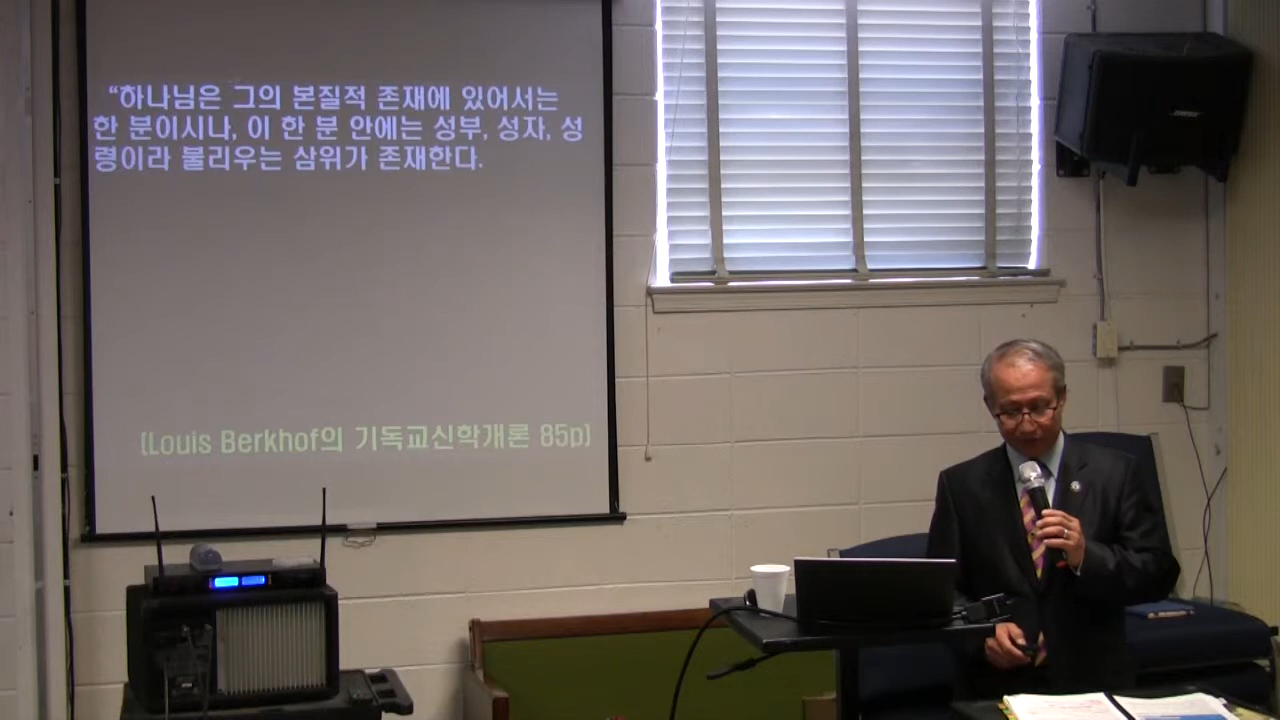 “하나님은 그의 본질적 존재에 있어서는
한 분이시나, 이 한 분 안에는 성부, 성자, 성
령이라 불리우는 삼위가 존재한다.
(Louis Berkhof의 기독교신학개론 85p)
BOSE